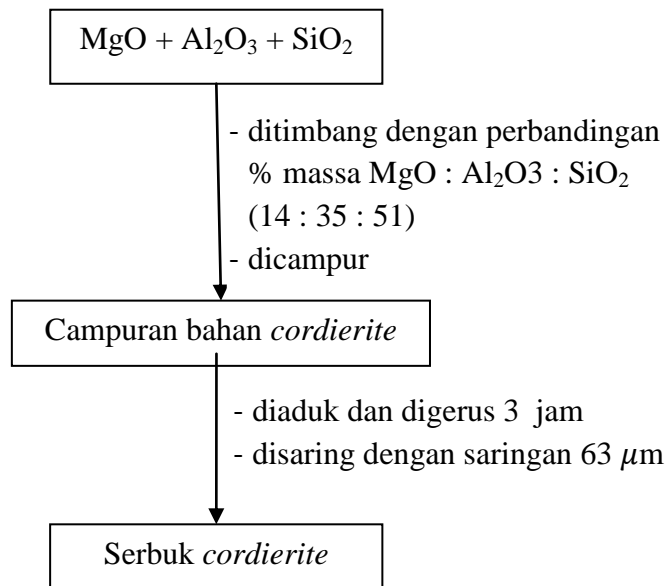 MgO + Al₂O₃ + SiO₂
- ditimbang dengan perbandingan
% massa MgO : Al₂O3 : SiO₂
(14 : 35 : 51)
- dicampur
Campuran bahan cordierite
- diaduk dan digerus 3 jam
- disaring dengan saringan 63 µm
Serbuk cordierite